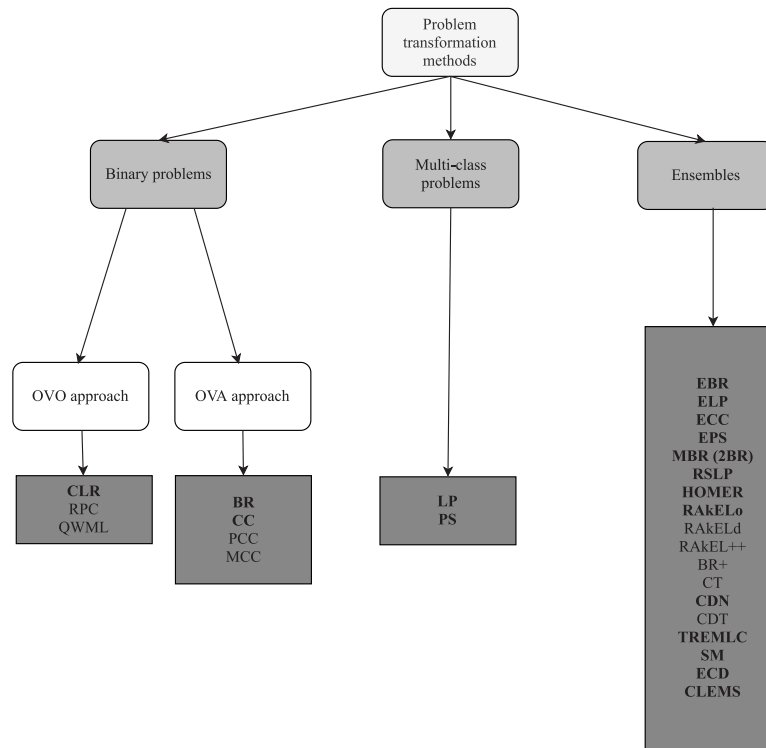 Problem
transformation
methods
Binary problems
Multi-class
problems
Ensembles
OVO approach
OVA approach
CLR
RPC
QWML
BR
CC
PCC
MCC
LP
PS
EBR
ELP
ECC
EPS
MBR (2BR)
RSLP
HOMER
RAkELo
RAkELd
RAkEL++
BR+
CT
CDN
CDT
TREMLC
SM
ECD
CLEMS